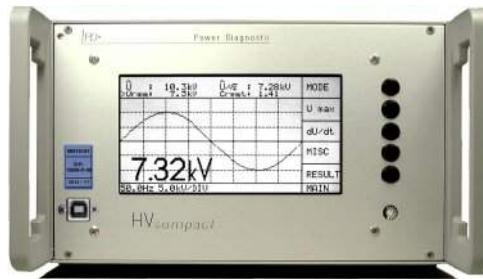 Power Diagnostix
Û : 10.3kV Û/√2 : 7.28kV
>Urms: 7.3kV Crest: 1.41
MODE
U max
dU/dt
MISC
7.32kV
RESULT
50.0Hz 5.0kV/DIV
MAIN
HVcompact